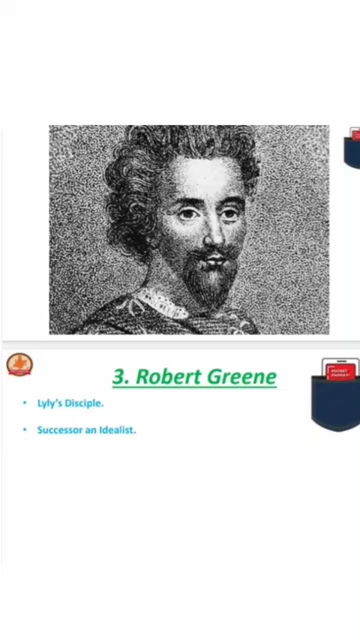 3. Robert Greene
• Lyly's Disciple.
• Successor an Idealist.